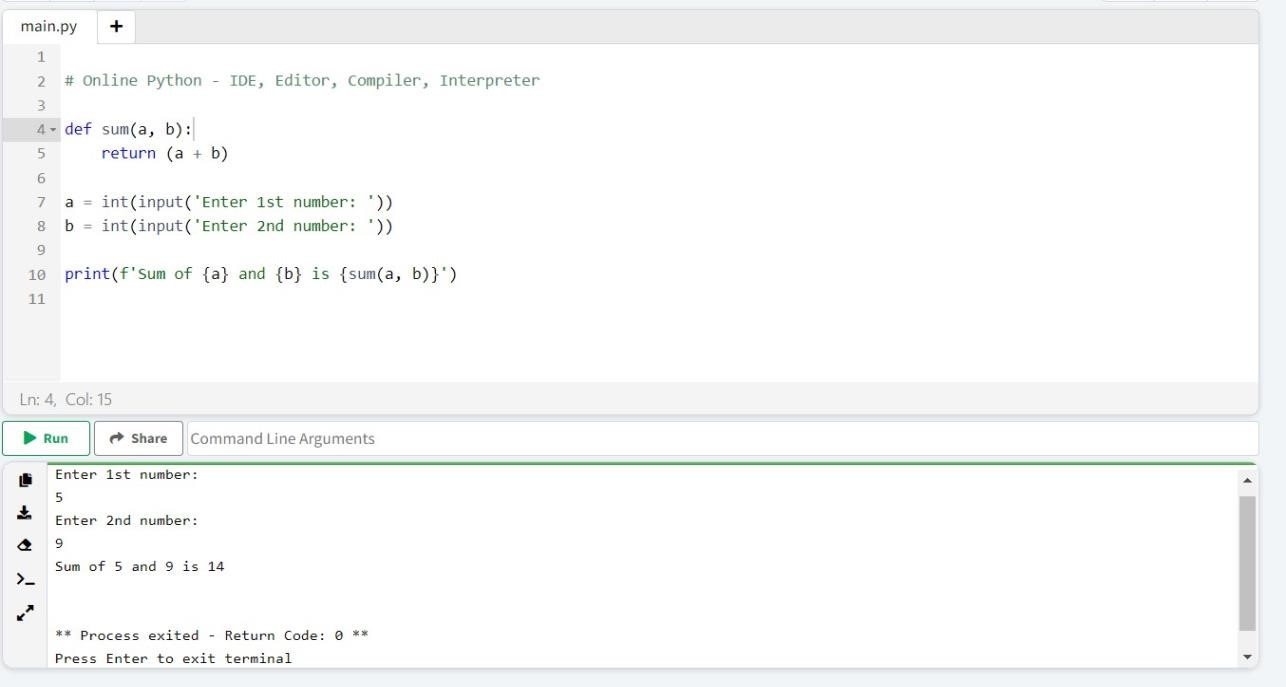 main.py +
1
2 # Online Python - IDE, Editor, Compiler, Interpreter
3
4 def sum(a, b):
5     return (a + b)
6
7 a = int(input('Enter 1st number: '))
8 b = int(input('Enter 2nd number: '))
9
10 print(f'Sum of {a} and {b} is {sum(a, b)}')
11
Ln: 4, Col: 15
Run Share Command Line Arguments
Enter 1st number:
5
Enter 2nd number:
9
Sum of 5 and 9 is 14
** Process exited - Return Code: 0 **
Press Enter to exit terminal